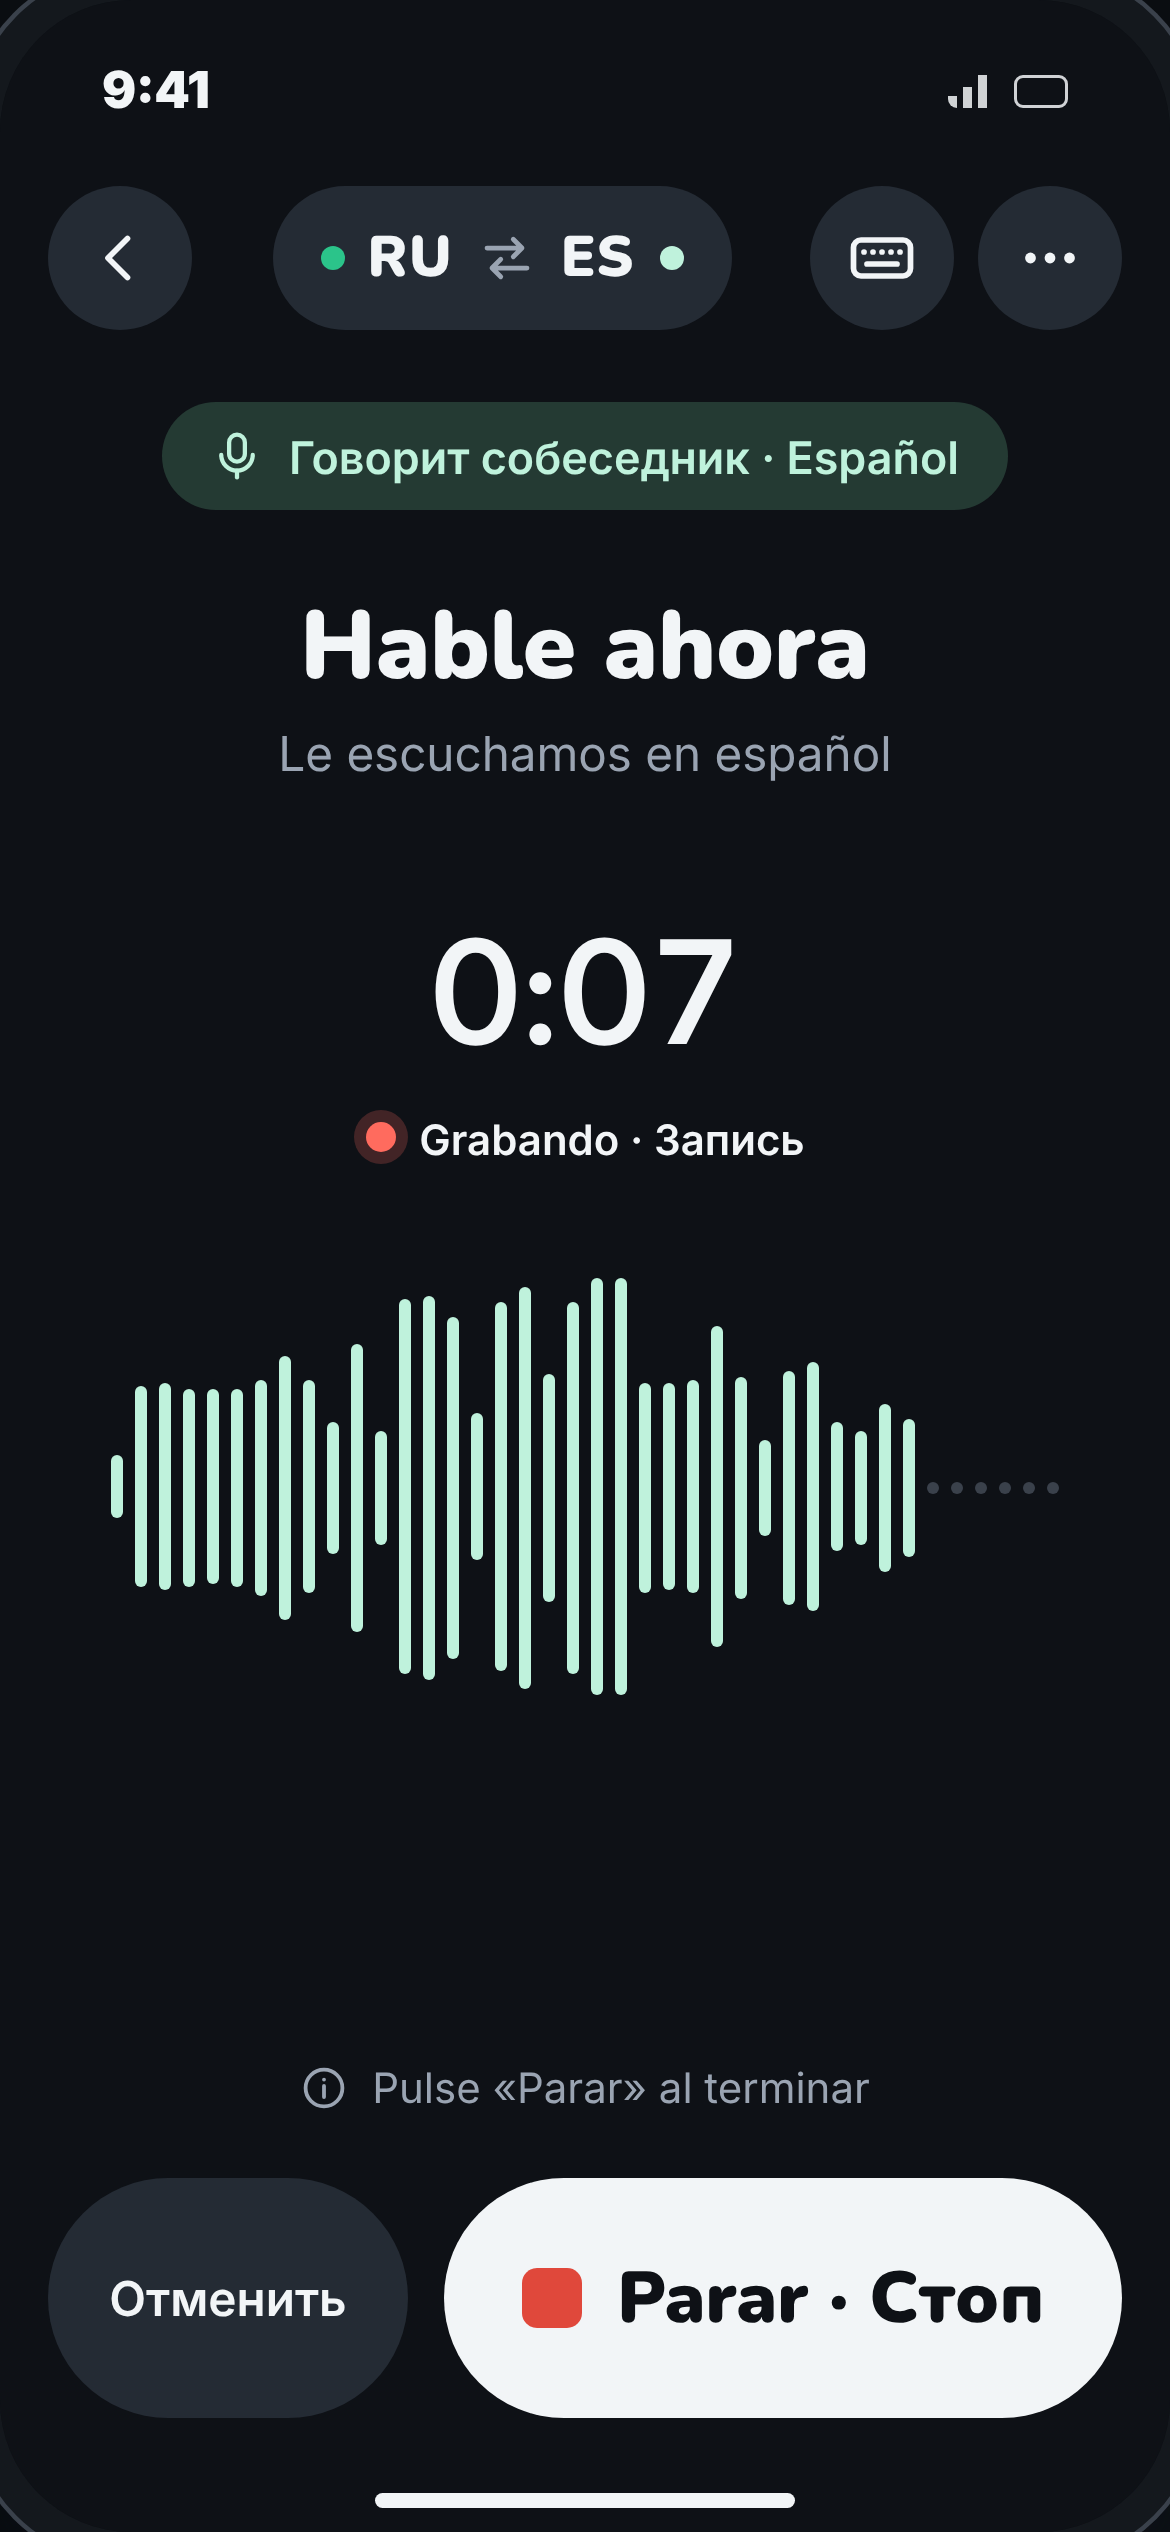 9:41
RU ES
Говорит собеседник · Español
Hable ahora
Le escuchamos en español
0:07
Grabando · Запись
Pulse «Parar» al terminar
Отменить
Parar · Стоп